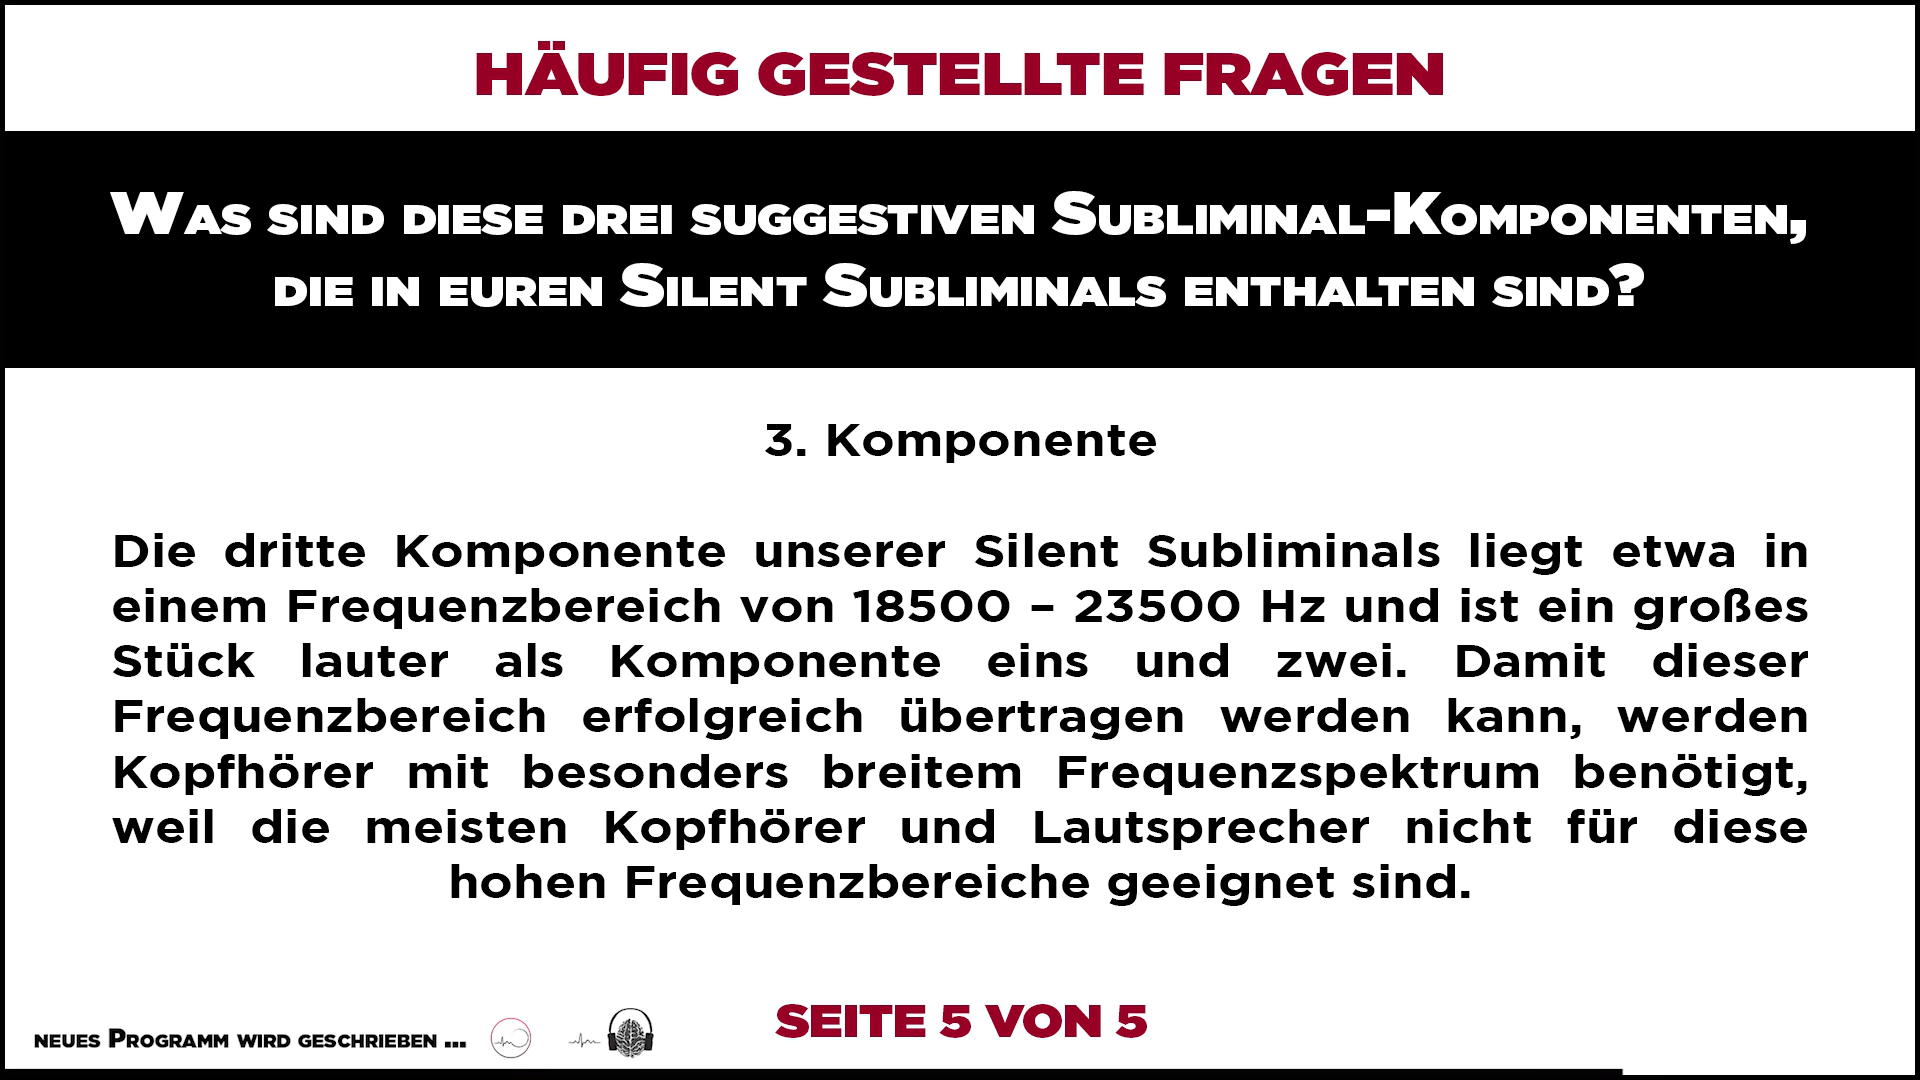 HÄUFIG GESTELLTE FRAGEN
Was sind diese drei suggestiven Subliminal-Komponenten,
die in euren Silent Subliminals enthalten sind?
3. Komponente
Die dritte Komponente unserer Silent Subliminals liegt etwa in
einem Frequenzbereich von 18500 – 23500 Hz und ist ein großes
Stück lauter als Komponente eins und zwei. Damit dieser
Frequenzbereich erfolgreich übertragen werden kann, werden
Kopfhörer mit besonders breitem Frequenzspektrum benötigt,
weil die meisten Kopfhörer und Lautsprecher nicht für diese
hohen Frequenzbereiche geeignet sind.
SEITE 5 VON 5
neues Programm wird geschrieben ...